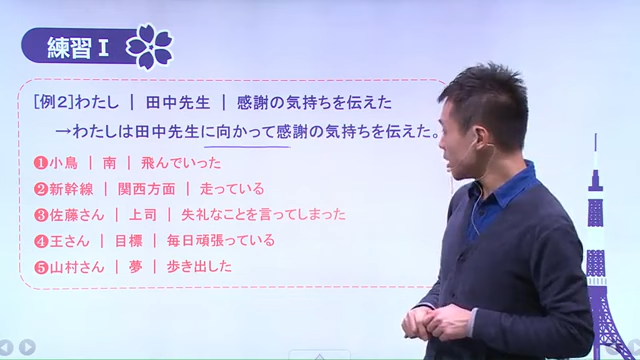 練習Ⅰ
[例2]わたし | 田中先生 | 感謝の気持ちを伝えた
→わたしは田中先生に向かって感謝の気持ちを伝えた。
❶小鳥 | 南 | 飛んでいった
❷新幹線 | 関西方面 | 走っている
❸佐藤さん | 上司 | 失礼なことを言ってしまった
❹王さん | 目標 | 毎日頑張っている
❺山村さん | 夢 | 歩き出した